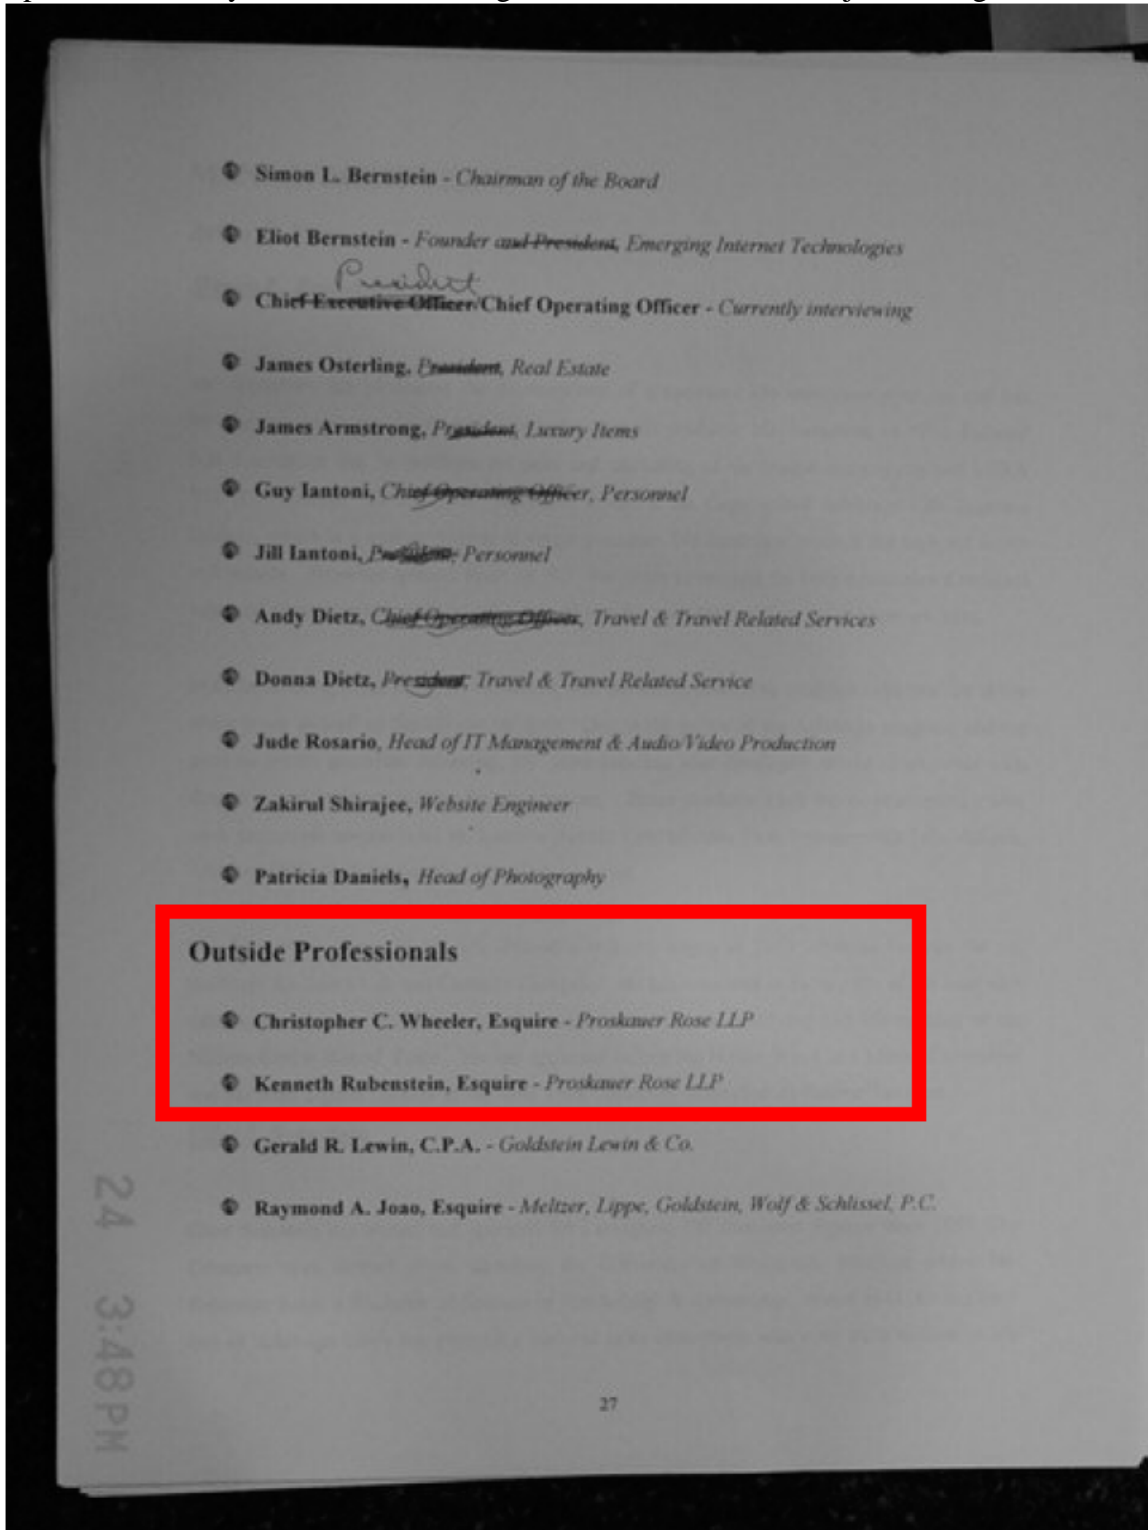 Simon L. Bernstein - Chairman of the Board
Eliot Bernstein - Founder and President, Emerging Internet Technologies
President
Chief Executive Officer/Chief Operating Officer - Currently interviewing
James Osterling, President, Real Estate
James Armstrong, President, Luxury Items
Guy Iantoni, Chief Operating Officer, Personnel
Jill Iantoni, President, Personnel
Andy Dietz, Chief Operating Officer, Travel & Travel Related Services
Donna Dietz, President, Travel & Travel Related Service
Jude Rosario, Head of IT Management & Audio/Video Production
Zakirul Shirajee, Website Engineer
Patricia Daniels, Head of Photography
Outside Professionals
Christopher C. Wheeler, Esquire - Proskauer Rose LLP
Kenneth Rubenstein, Esquire - Proskauer Rose LLP
Gerald R. Lewin, C.P.A. - Goldstein Lewin & Co.
Raymond A. Joao, Esquire - Meltzer, Lippe, Goldstein, Wolf & Schlissel, P.C.
27
24 3:48PM